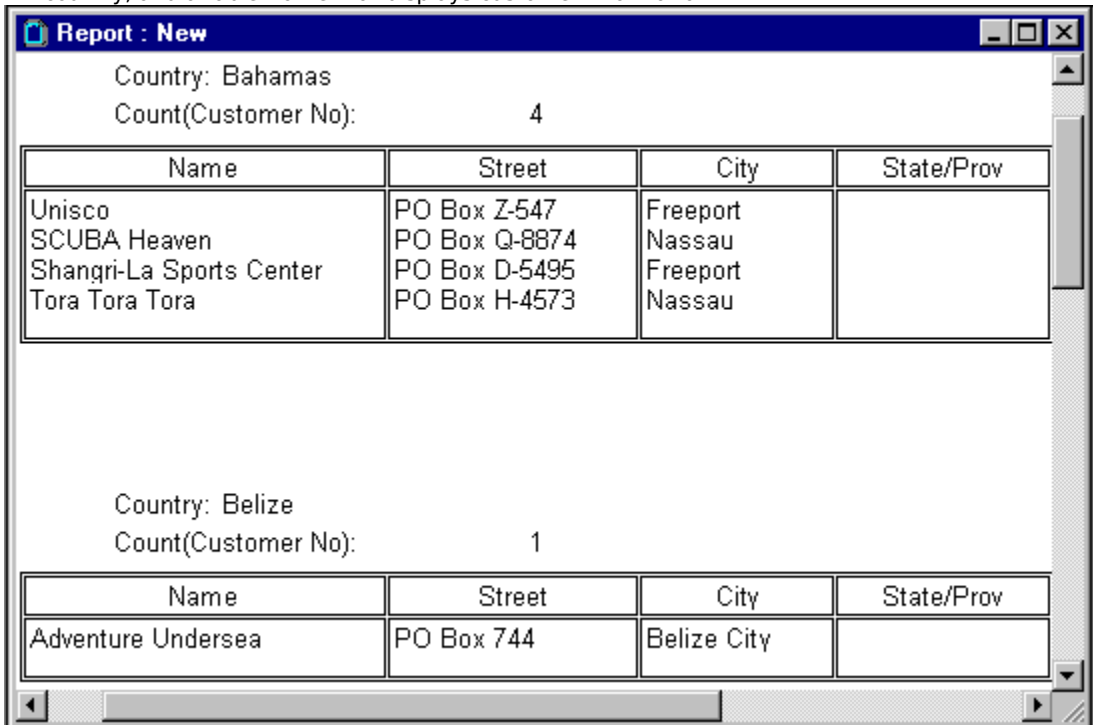 Report : New
Country: Bahamas
Count(Customer No): 4
Name Street City State/Prov
Unisco PO Box Z-547 Freeport
SCUBA Heaven PO Box Q-8874 Nassau
Shangri-La Sports Center PO Box D-5495 Freeport
Tora Tora Tora PO Box H-4573 Nassau
Country: Belize
Count(Customer No): 1
Name Street City State/Prov
Adventure Undersea PO Box 744 Belize City